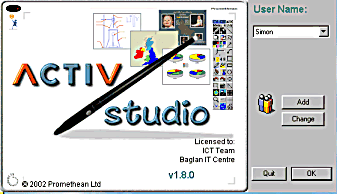 User Name:
Simon
ACTIV
studio
Add
Change
Licensed to:
ICT Team
Baglan IT Centre
v1.8.0
© 2002 Promethean Ltd
Quit
OK